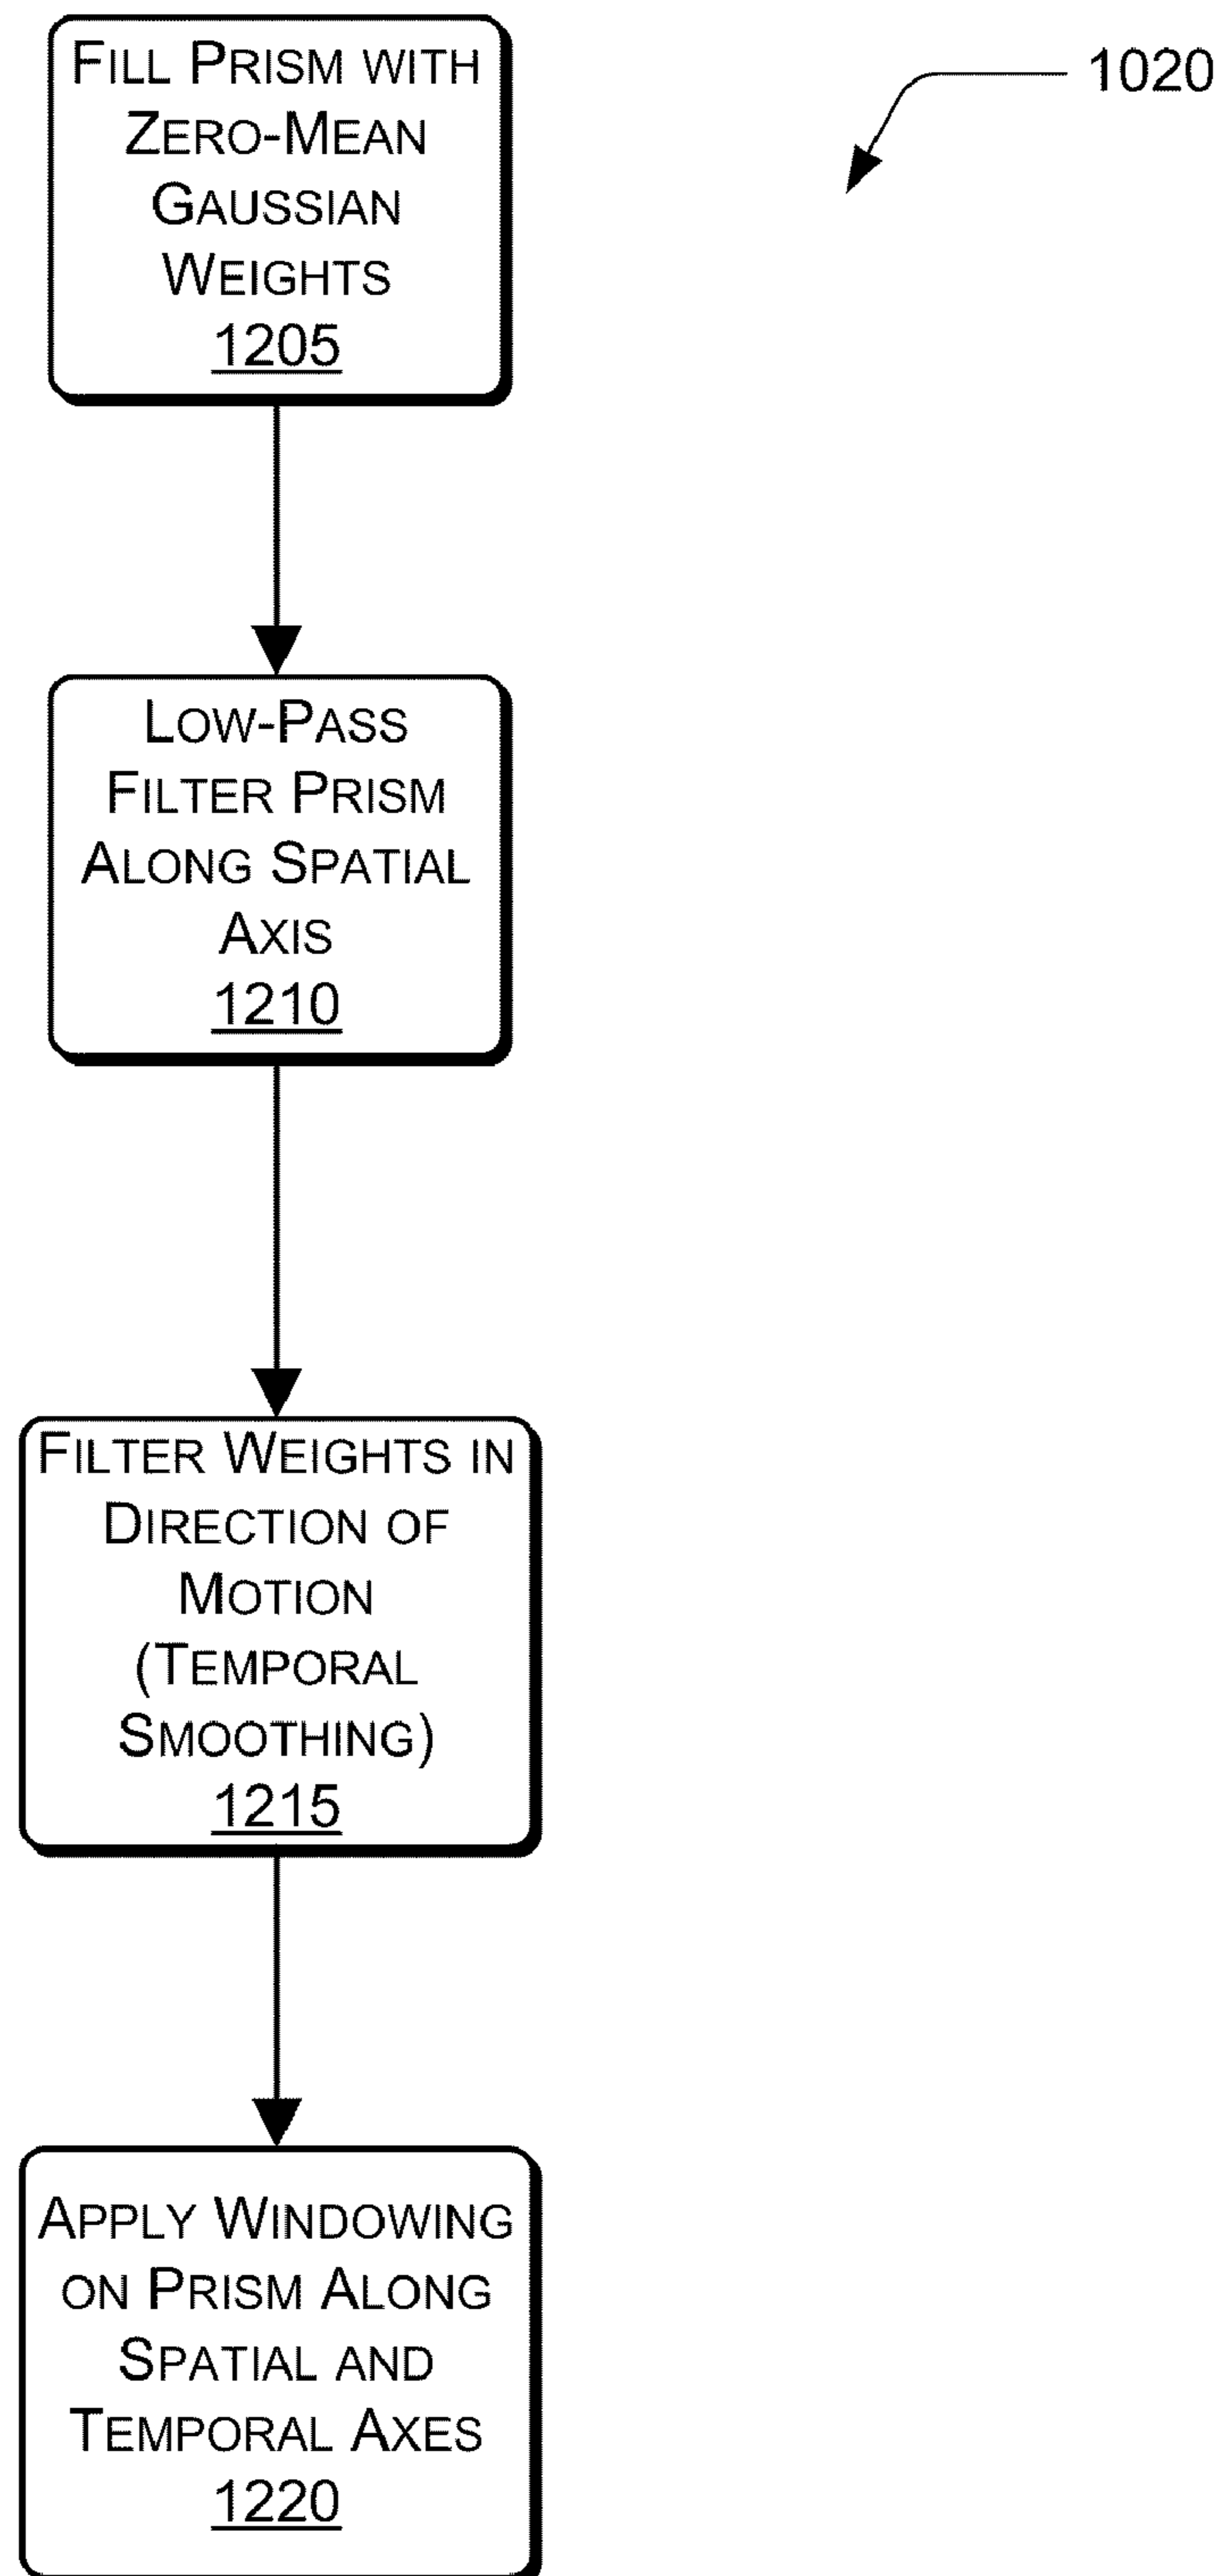 FILL PRISM WITH
ZERO-MEAN
GAUSSIAN
WEIGHTS
1205
1020
LOW-PASS
FILTER PRISM
ALONG SPATIAL
AXIS
1210
FILTER WEIGHTS IN
DIRECTION OF
MOTION
(TEMPORAL
SMOOTHING)
1215
APPLY WINDOWING
ON PRISM ALONG
SPATIAL AND
TEMPORAL AXES
1220